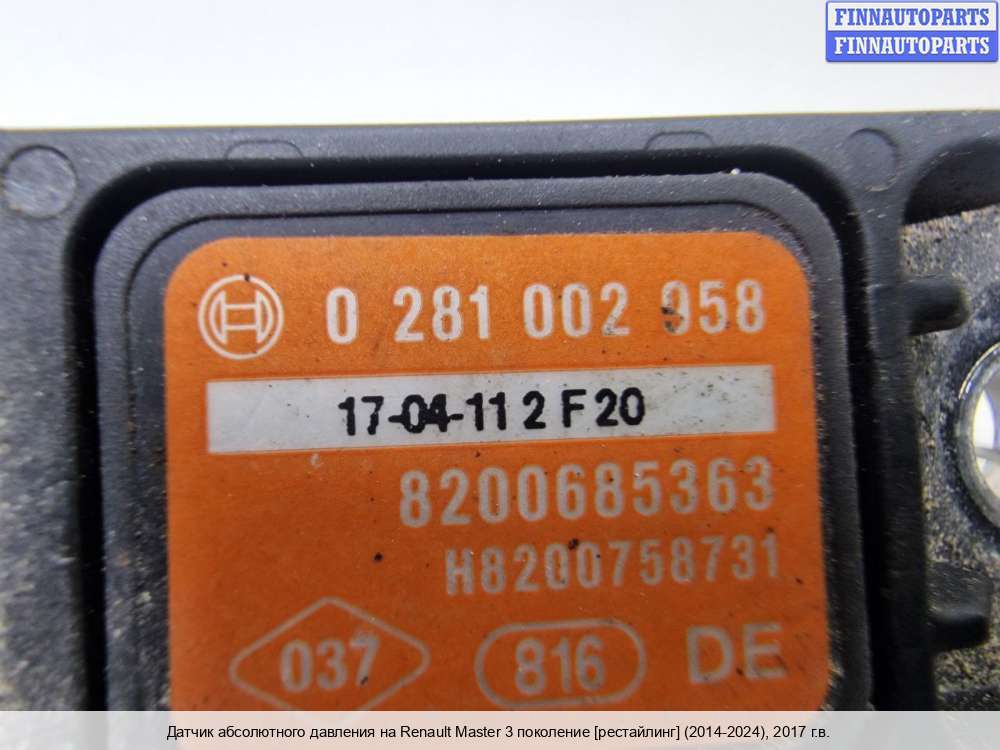 FINNAUTOPARTS
FINNAUTOPARTS
0 281 002 958
17-04-11 2 F 20
8200685363
H8200758731
037
816
DE
Датчик абсолютного давления на Renault Master 3 поколение [рестайлинг] (2014-2024), 2017 г.в.